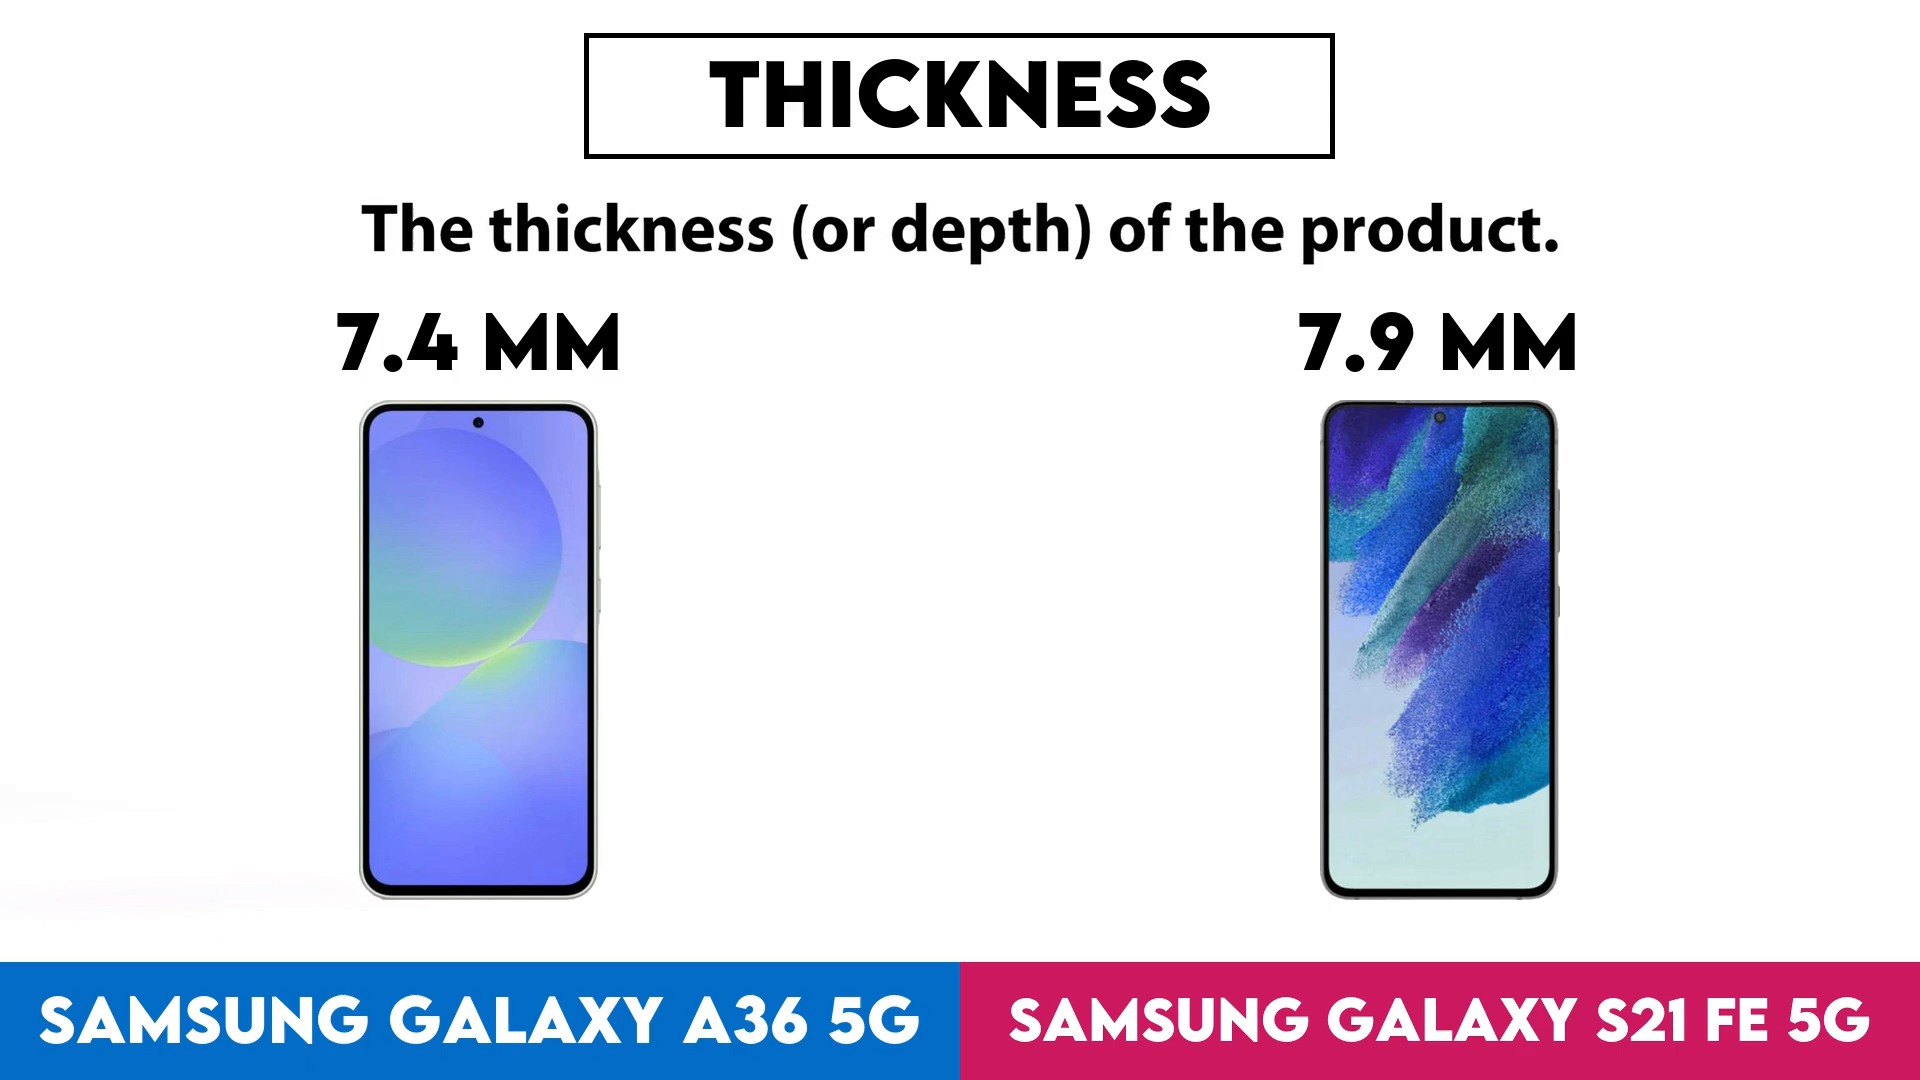 THICKNESS
The thickness (or depth) of the product.
7.4 MM
7.9 MM
SAMSUNG GALAXY A36 5G
SAMSUNG GALAXY S21 FE 5G